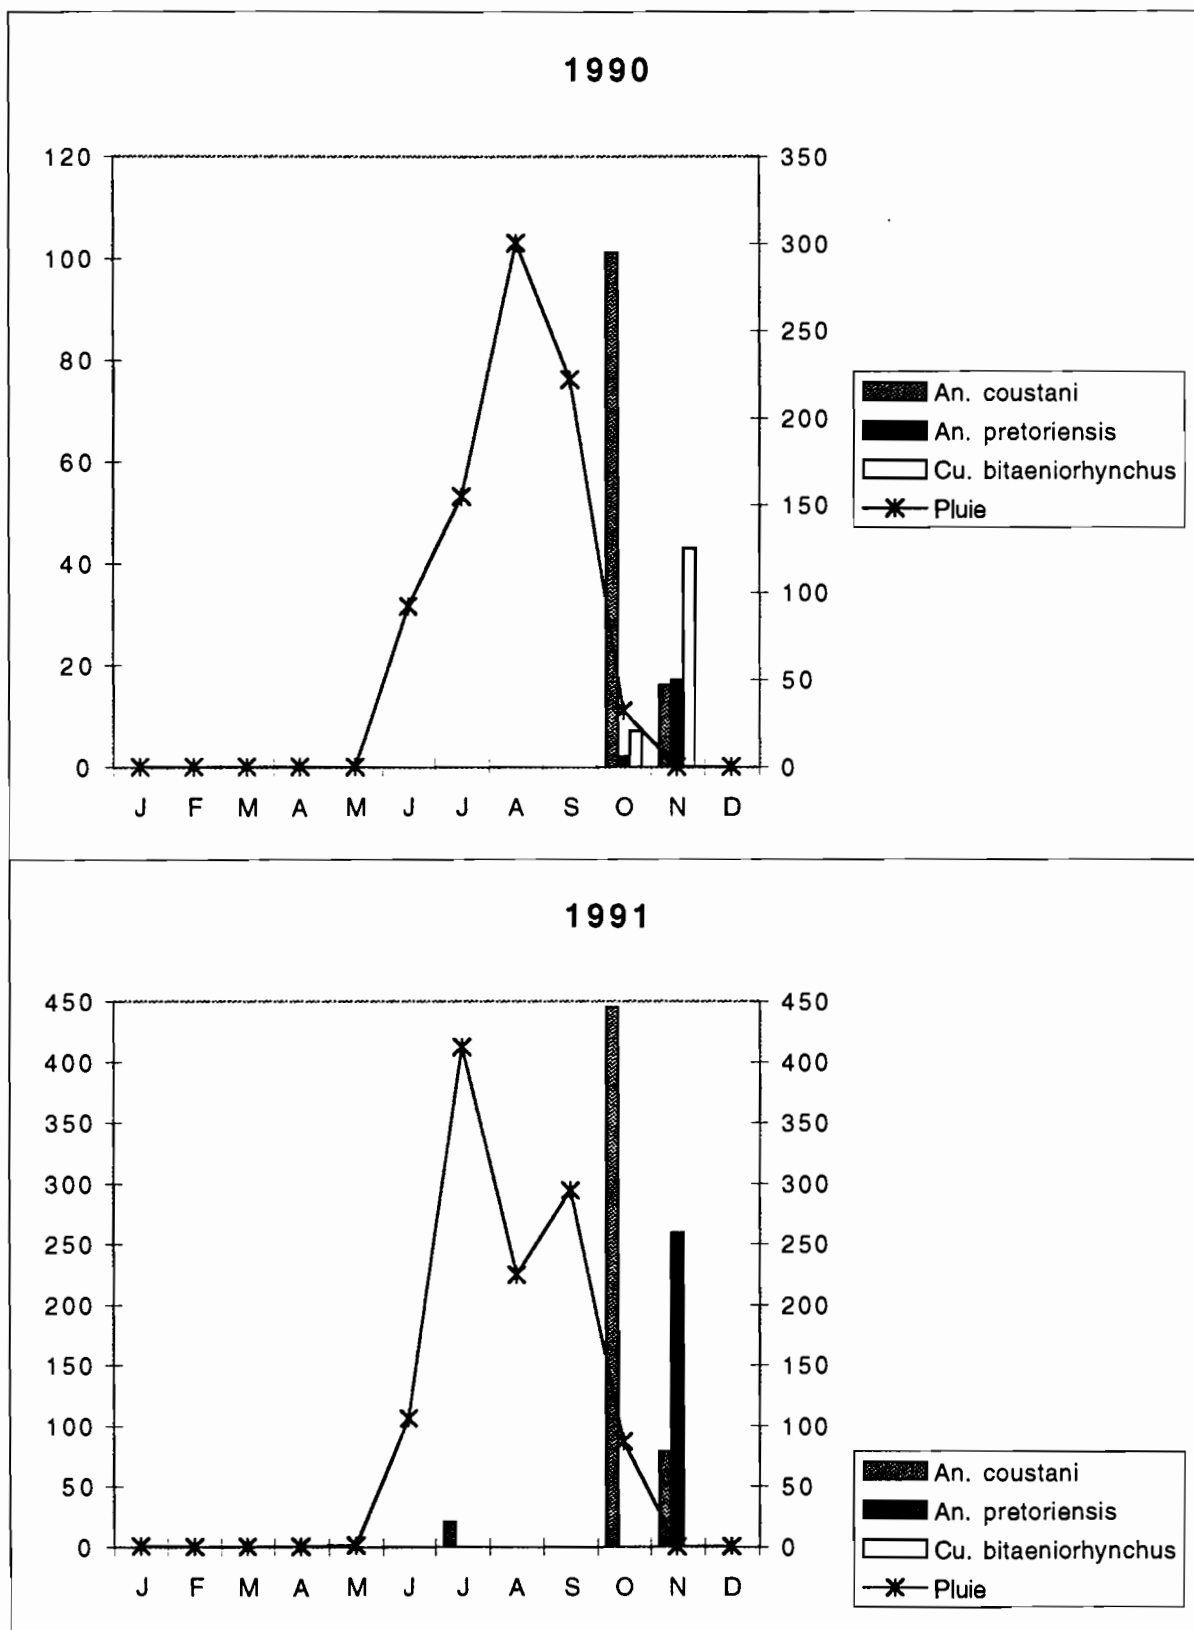 1990
120 350
300
100
250
80
200
60
150
40
100
20
50
0 0
J F M A M J J A S O N D
An. coustani
An. pretoriensis
Cu. bitaeniorhynchus
Pluie
1991
450 450
400 400
350 350
300 300
250 250
200 200
150 150
100 100
50 50
0 0
J F M A M J J A S O N D
An. coustani
An. pretoriensis
Cu. bitaeniorhynchus
Pluie